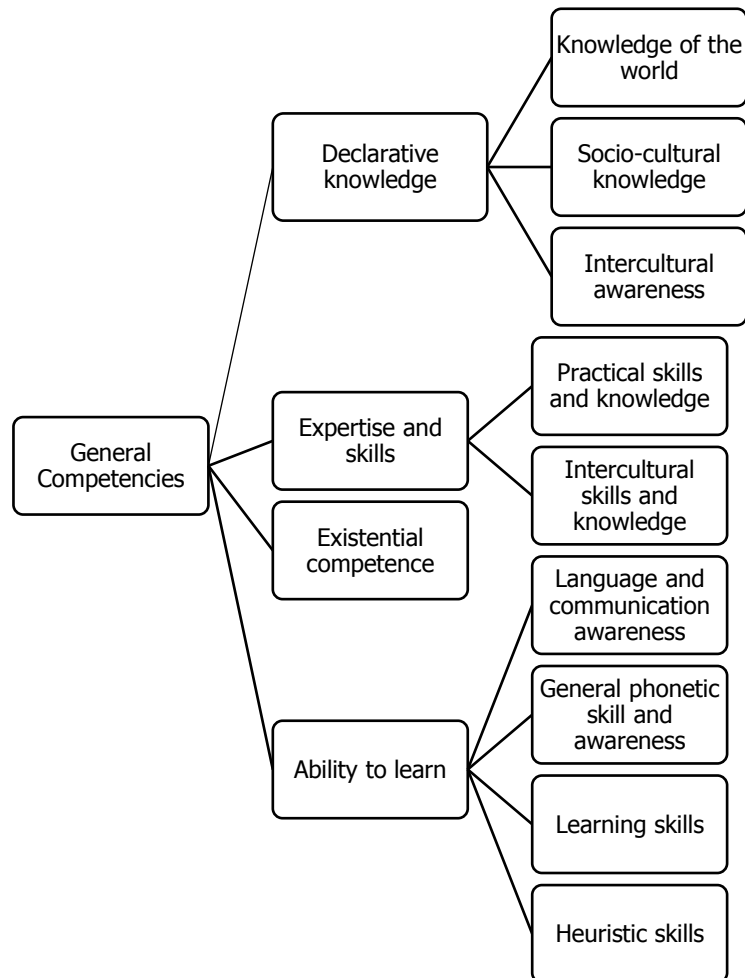 Knowledge of the
world
Declarative
knowledge
Socio-cultural
knowledge
Intercultural
awareness
General
Competencies
Expertise and
skills
Practical skills
and knowledge
Intercultural
skills and
knowledge
Existential
competence
Ability to learn
Language and
communication
awareness
General phonetic
skill and
awareness
Learning skills
Heuristic skills